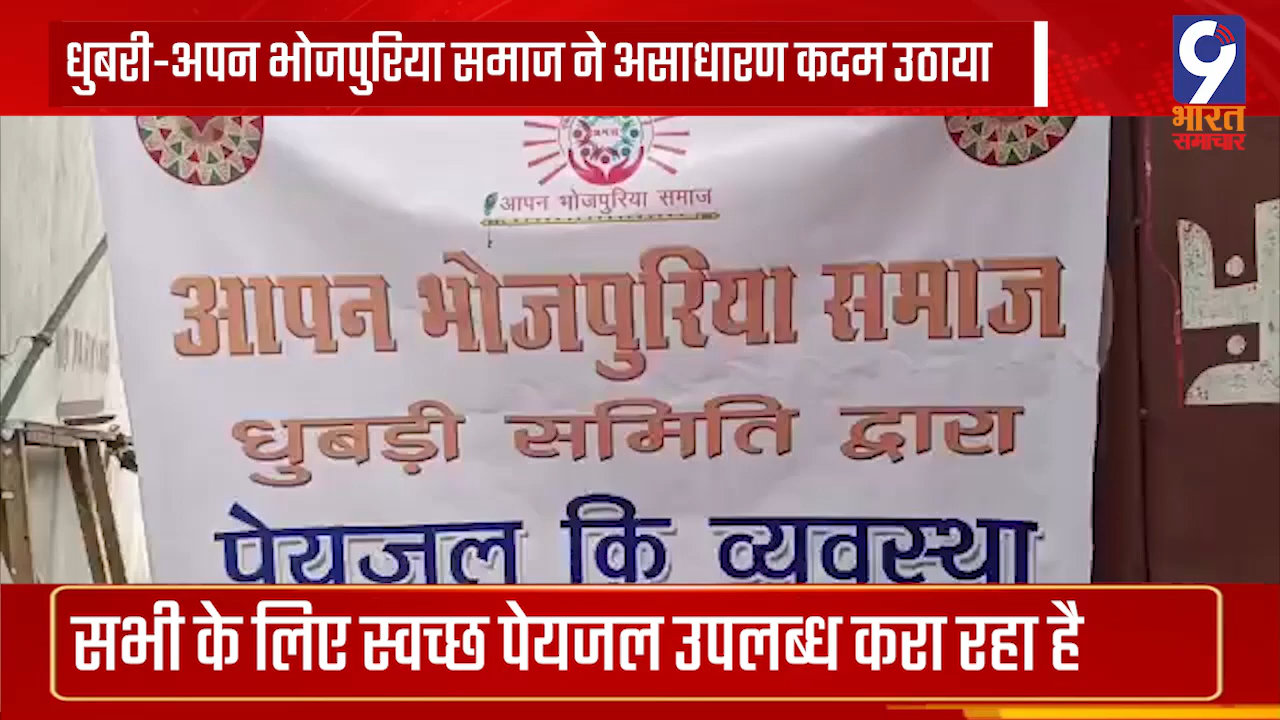 धुबरी-अपन भोजपुरिया समाज ने असाधारण कदम उठाया
9
भारत
समाचार
आपन भोजपुरिया समाज
आपन भोजपुरिया समाज
धुबड़ी समिति द्वारा
पेयजल कि व्यवस्था
सभी के लिए स्वच्छ पेयजल उपलब्ध करा रहा है